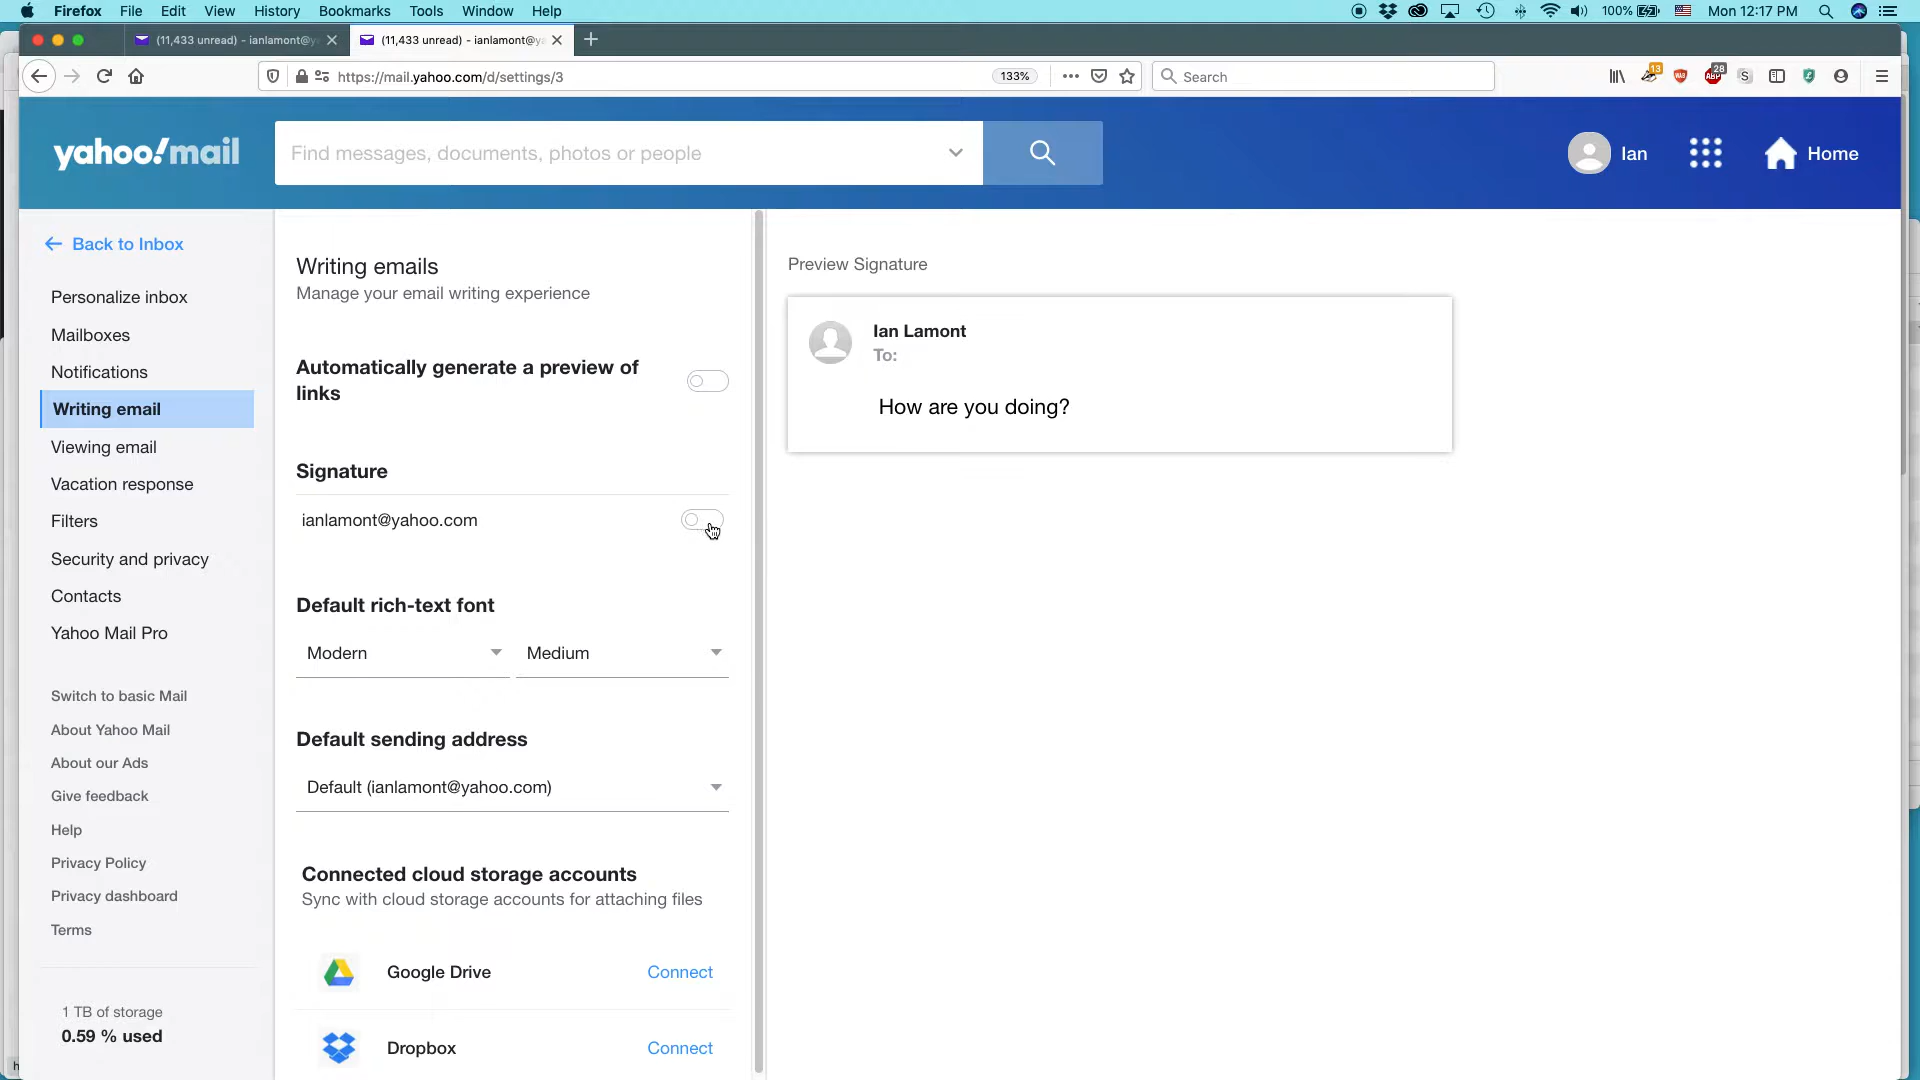 Firefox File Edit View History Bookmarks Tools Window Help
100% Mon 12:17 PM
(11,433 unread) - ianlamont@y
(11,433 unread) - ianlamont@ya
https://mail.yahoo.com/d/settings/3
133%
Search
13
28
ABP
S
yahoo!mail
Find messages, documents, photos or people
Ian
Home
Back to Inbox
Personalize inbox
Mailboxes
Notifications
Writing email
Viewing email
Vacation response
Filters
Security and privacy
Contacts
Yahoo Mail Pro
Switch to basic Mail
About Yahoo Mail
About our Ads
Give feedback
Help
Privacy Policy
Privacy dashboard
Terms
1 TB of storage
0.59 % used
Writing emails
Manage your email writing experience
Automatically generate a preview of
links
Signature
ianlamont@yahoo.com
Default rich-text font
Modern
Medium
Default sending address
Default (ianlamont@yahoo.com)
Connected cloud storage accounts
Sync with cloud storage accounts for attaching files
Google Drive
Connect
Dropbox
Connect
Preview Signature
Ian Lamont
To:
How are you doing?